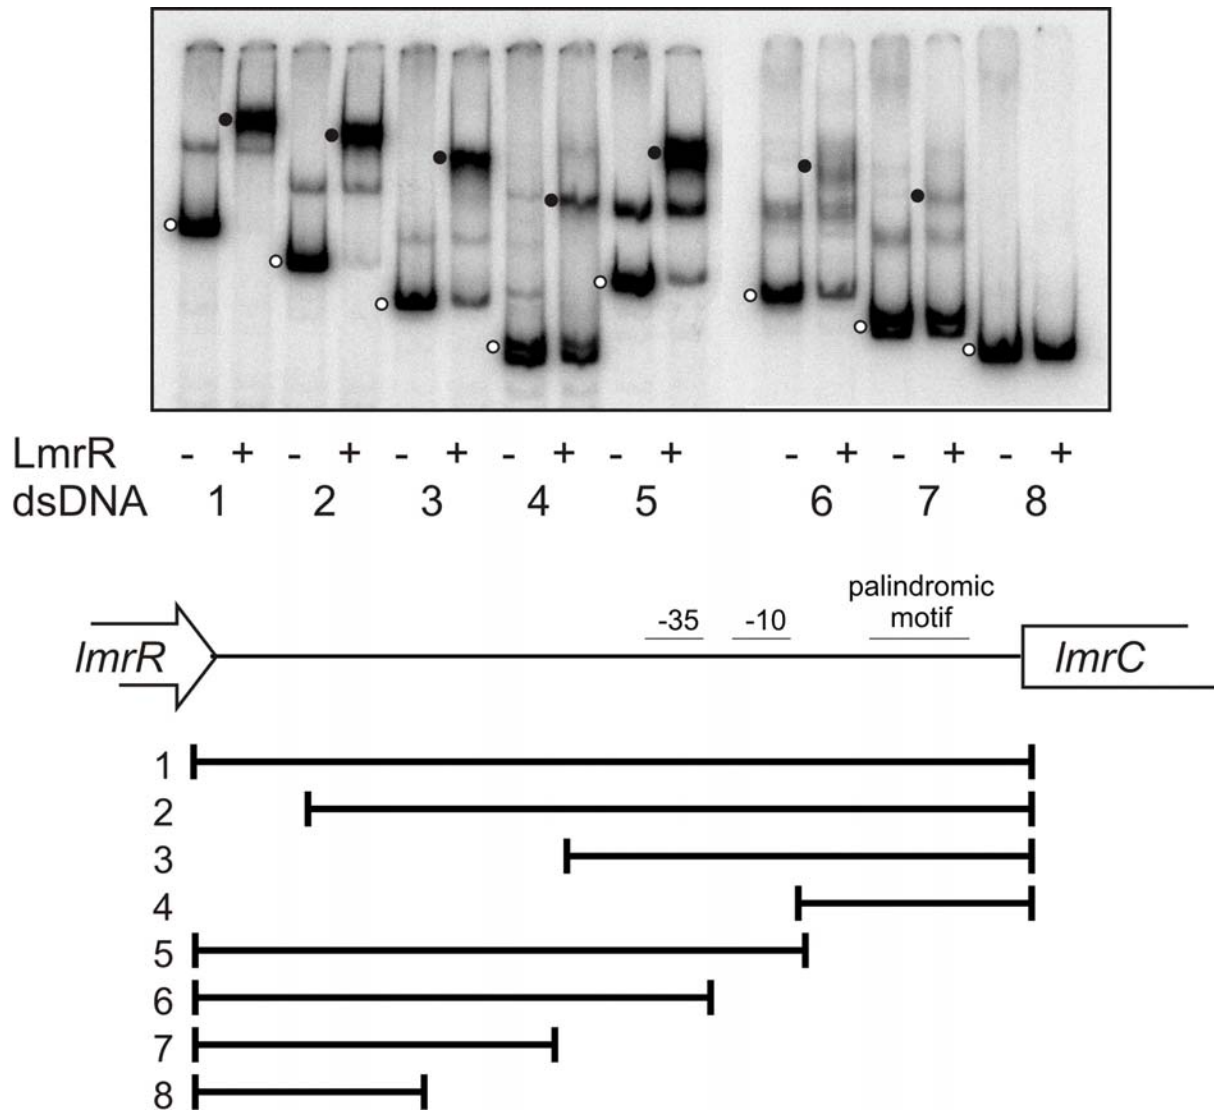 LmrR - + - + - + - + - + - + - + - +
dsDNA 1 2 3 4 5 6 7 8
palindromic
-35 -10 motif
lmrR lmrC
1
2
3
4
5
6
7
8